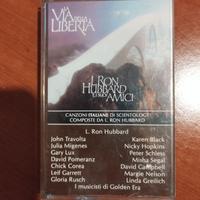 LA VIA DELLA
LIBERTÀ
L. RON
HUBBARD
E I SUOI AMICI
CANZONI ITALIANE DI SCIENTOLOGY
COMPOSTE DA L. RON HUBBARD
L. Ron Hubbard
John Travolta Karen Black
Julia Migenes Nicky Hopkins
Gary Lux Peter Schless
David Pomeranz Misha Segal
Chick Corea David Campbell
Leif Garrett Margie Nelson
Gloria Rusch Linda Greilich
I musicisti di Golden Era